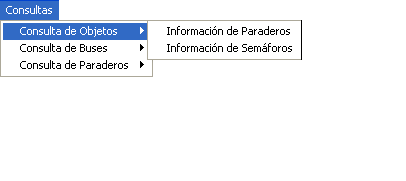 Consultas
Consulta de Objetos
Información de Paraderos
Consulta de Buses
Información de Semáforos
Consulta de Paraderos